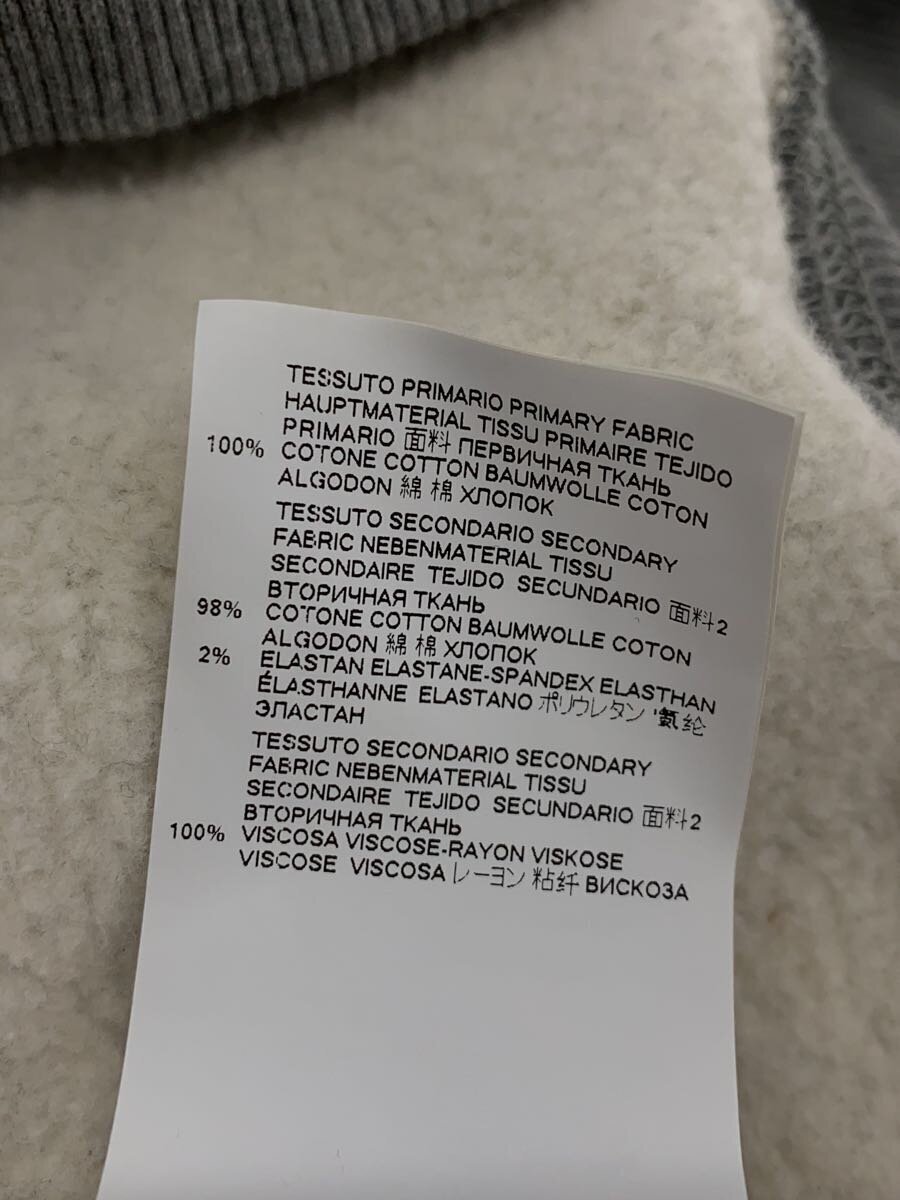 TESSUTO PRIMARIO PRIMARY FABRIC
HAUPTMATERIAL TISSU PRIMAIRE TEJIDO
PRIMARIO 面料 ПЕРВИЧНАЯ ТКАНЬ
100% COTONE COTTON BAUMWOLLE COTON
ALGODON 綿 棉 ХЛОПОК
TESSUTO SECONDARIO SECONDARY
FABRIC NEBENMATERIAL TISSU
SECONDAIRE TEJIDO SECUNDARIO 面料2
ВТОРИЧНАЯ ТКАНЬ
98% COTONE COTTON BAUMWOLLE COTON
ALGODON 綿 棉 ХЛОПОК
2% ELASTAN ELASTANE-SPANDEX ELASTHAN
ÉLASTHANNE ELASTANO ポリウレタン '氨纶
ЭЛАСТАН
TESSUTO SECONDARIO SECONDARY
FABRIC NEBENMATERIAL TISSU
SECONDAIRE TEJIDO SECUNDARIO 面料2
ВТОРИЧНАЯ ТКАНЬ
100% VISCOSA VISCOSE-RAYON VISKOSE
VISCOSE VISCOSA レーヨン 粘纤 ВИСКОЗА